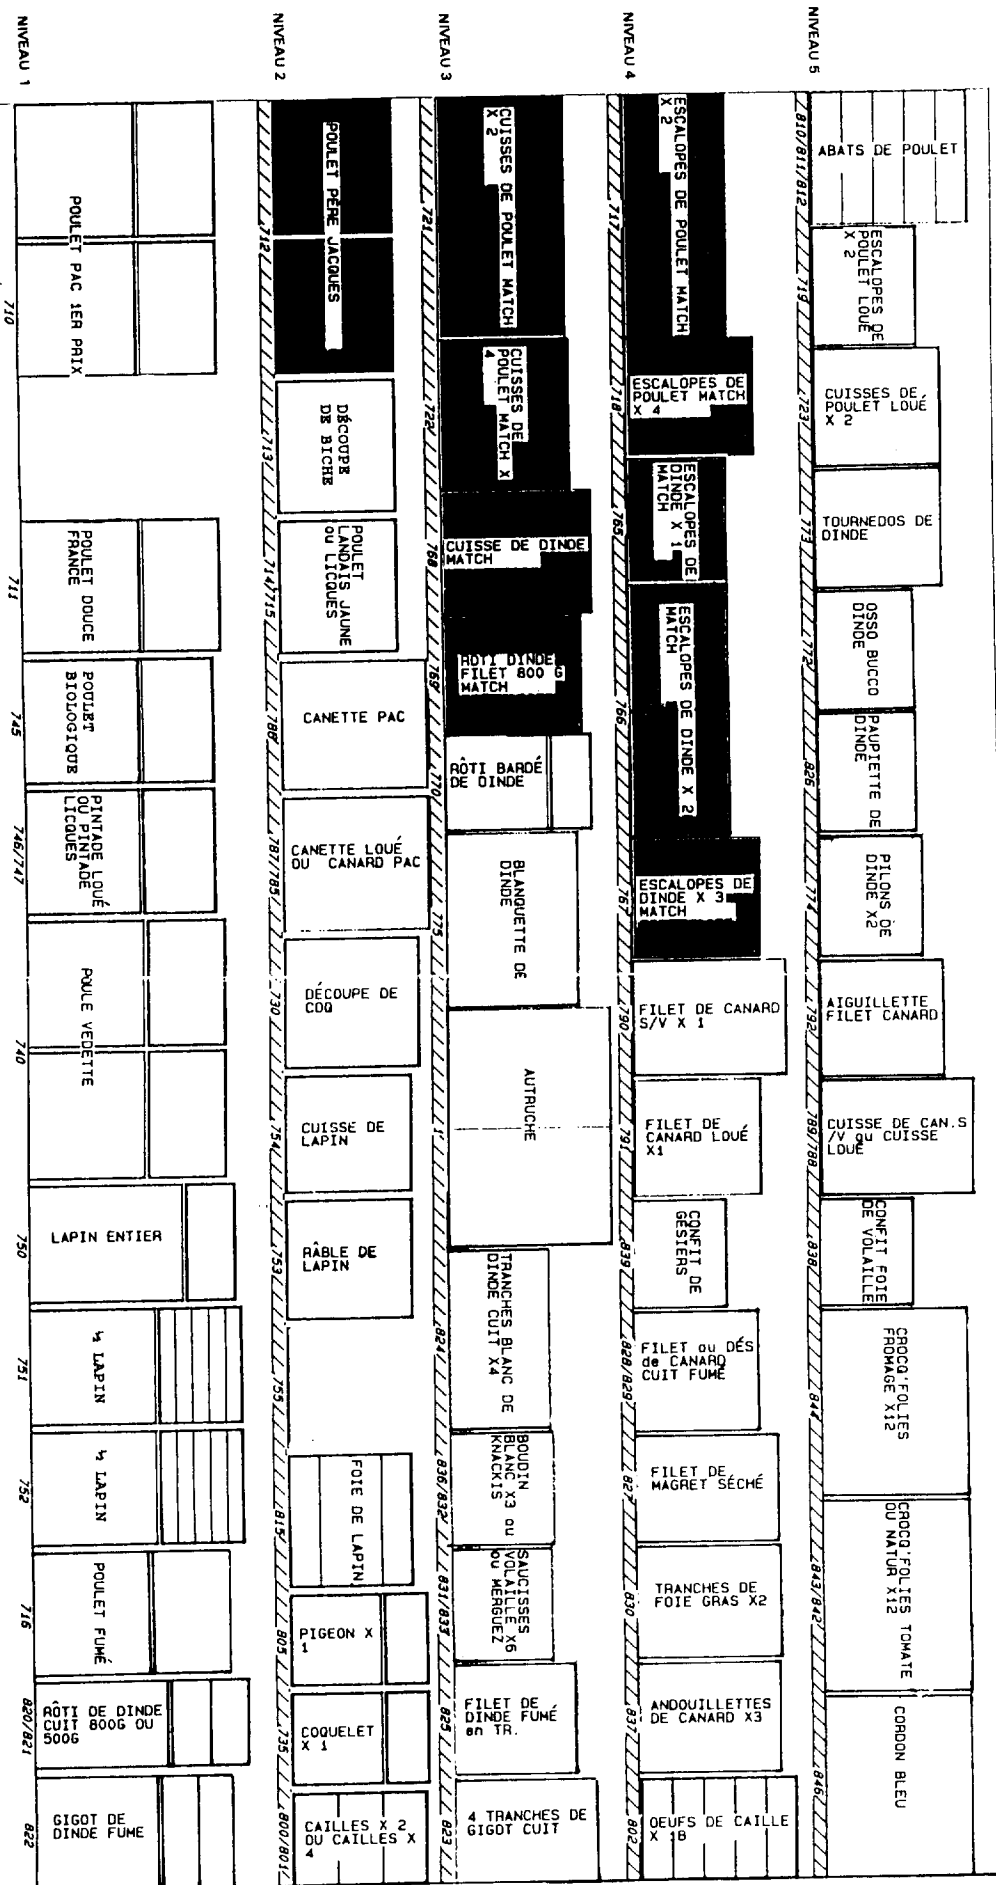 NIVEAU 5
ABATS DE POULET
ESCALOPES DE
POULET LOUÉ
X 2
CUISSES DE
POULET LOUÉ
X 2
TOURNEDOS DE
DINDE
OSSO BUCCO
DINDE
PAUPIETTE DE
DINDE
PILONS DE
DINDE X2
AIGUILLETTE
FILET CANARD
CUISSE DE CAN.S
/V ou CUISSE
LOUÉ
CONFIT FOIE
DE VOLAILLE
CROCQ'FOLIES
FROMAGE X12
CROCQ'FOLIES TOMATE
OU NATUR X12
CORDON BLEU
810/811/812
719
723
773
772
826
774
792
789/788
838
844
843/842
846
NIVEAU 4
ESCALOPES DE POULET MATCH
X 2
ESCALOPES DE
POULET MATCH
X 4
ESCALOPES DE
DINDE X 1
MATCH
ESCALOPES DE DINDE X 2
MATCH
ESCALOPES DE
DINDE X 3
MATCH
FILET DE CANARD
S/V X 1
FILET DE
CANARD LOUÉ
X1
CONFIT DE
GÉSIERS
FILET ou DÉS
de CANARD
CUIT FUMÉ
FILET DE
MAGRET SÉCHÉ
TRANCHES DE
FOIE GRAS X2
ANDOUILLETTES
DE CANARD X3
OEUFS DE CAILLE
X 18
717
718
765
766
767
790
791
839
828/829
827
830
837
802
NIVEAU 3
CUISSES DE POULET MATCH
X 2
CUISSES DE
POULET MATCH X
4
CUISSE DE DINDE
MATCH
RÔTI DINDE
FILET 800 G
MATCH
RÔTI BARDÉ
DE DINDE
BLANQUETTE DE
DINDE
AUTRUCHE
TRANCHES BLANC DE
DINDE CUIT X4
BOUDIN
BLANC X3 ou
KNACKIS
SAUCISSES
VOLAILLE X6
ou MERGUEZ
FILET DE
DINDE FUMÉ
en TR.
4 TRANCHES DE
GIGOT CUIT
721
722
768
769
770
775
1
824
836/832
831/833
825
823
NIVEAU 2
POULET PÈRE JACQUES
DÉCOUPE
DE BICHE
POULET
LANDAIS JAUNE
ou LICQUES
CANETTE PAC
CANETTE LOUÉ
OU CANARD PAC
DÉCOUPE DE
COQ
CUISSE DE
LAPIN
RÂBLE DE
LAPIN
FOIE DE LAPIN
PIGEON X
1
COQUELET
X 1
CAILLES X 2
OU CAILLES X
4
712
713
714/715
786
787/785
730
754
753
755
815
805
735
800/801
NIVEAU 1
POULET PAC 1ER PRIX
POULET DOUCE
FRANCE
POULET
BIOLOGIQUE
PINTADE LOUÉ
OU PINTADE
LICQUES
POULE VEDETTE
LAPIN ENTIER
½ LAPIN
½ LAPIN
POULET FUMÉ
RÔTI DE DINDE
CUIT 800G OU
500G
GIGOT DE
DINDE FUME
710
711
745
746/747
740
750
751
752
716
820/821
822